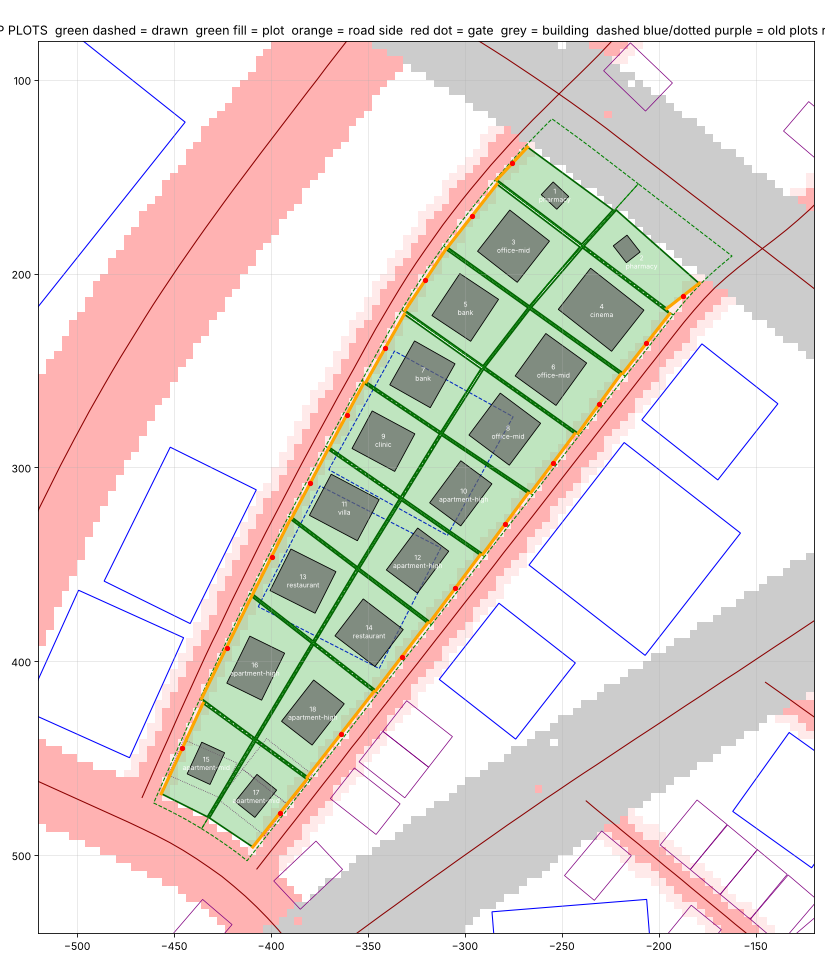 P PLOTS  green dashed = drawn  green fill = plot  orange = road side  red dot = gate  grey = building  dashed blue/dotted purple = old plots r
100
200
300
400
500
1
pharmacy
pharmacy
3
office-mid
4
cinema
5
bank
6
office-mid
7
bank
8
office-mid
9
clinic
10
apartment-high
11
villa
12
apartment-high
13
restaurant
14
restaurant
16
apartment-high
18
apartment-high
15
apartment-mid
17
−500
−450
−400
−350
−300
−250
−200
−150